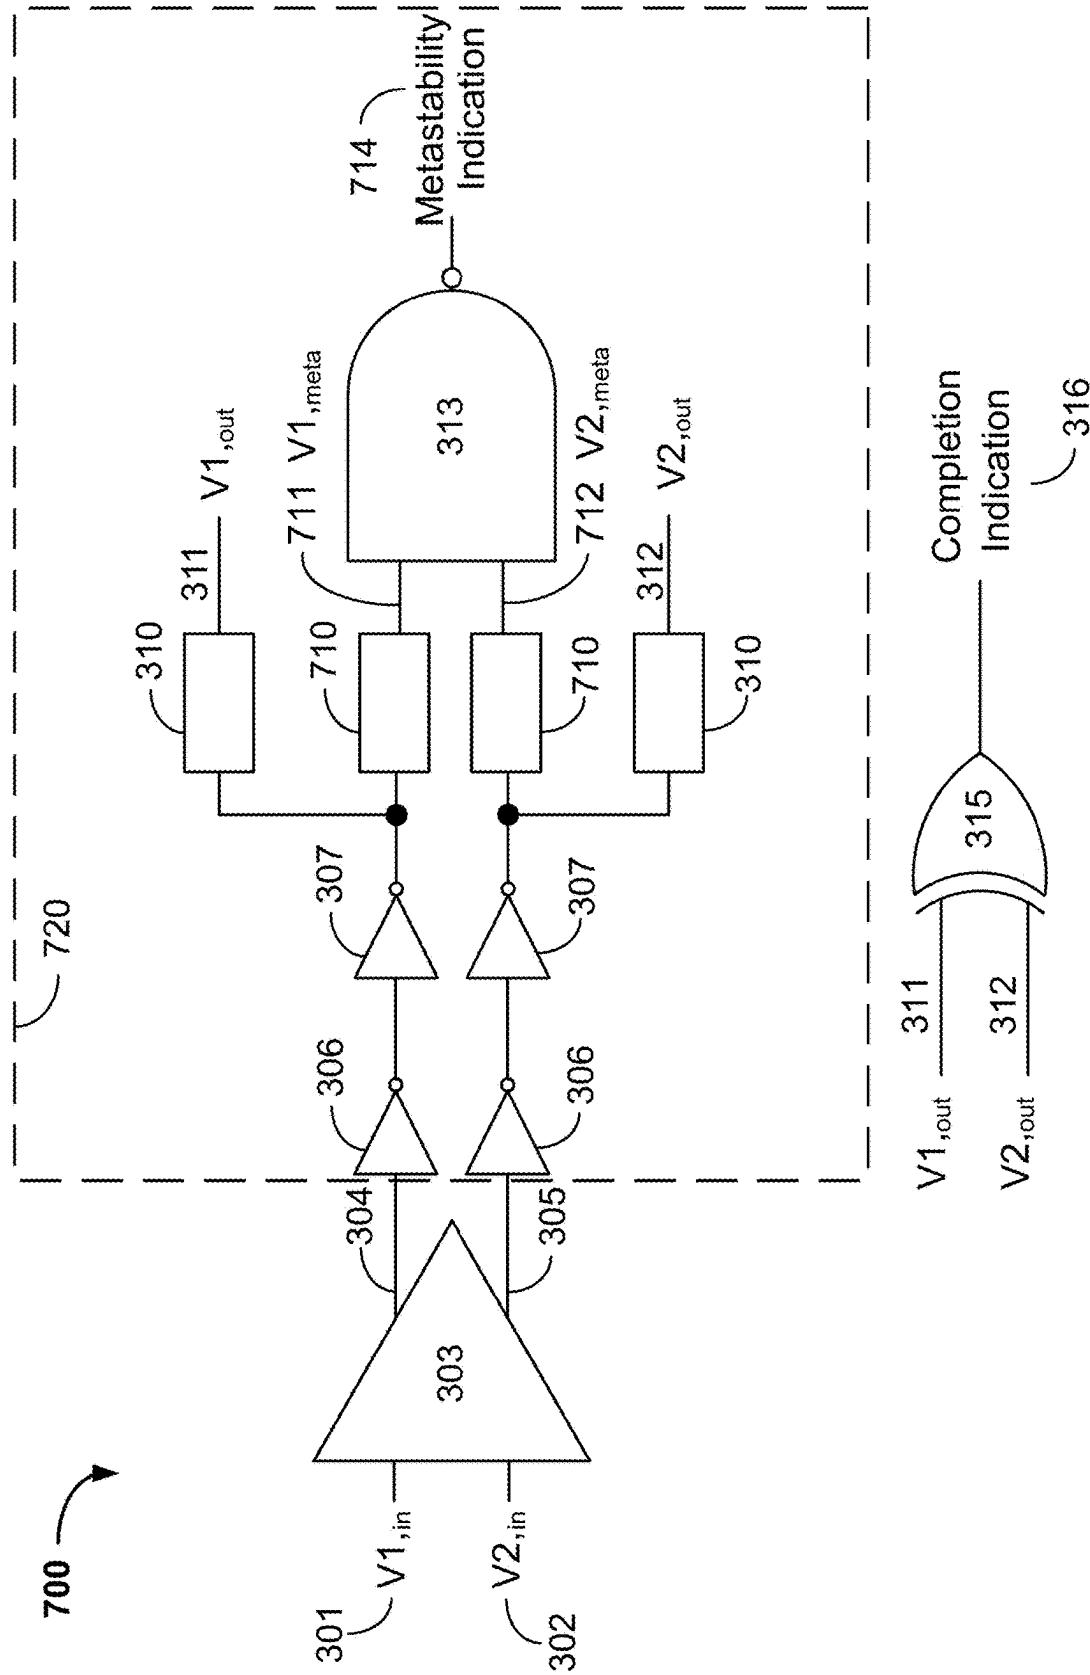 700
720
301
V1,in
V2,in
302
303
304
305
306
306
307
307
310
311
V1,out
710
711 V1,meta
710
712 V2,meta
310
312
V2,out
313
714
Metastability
Indication
V1,out
311
V2,out
312
315
Completion
Indication
316